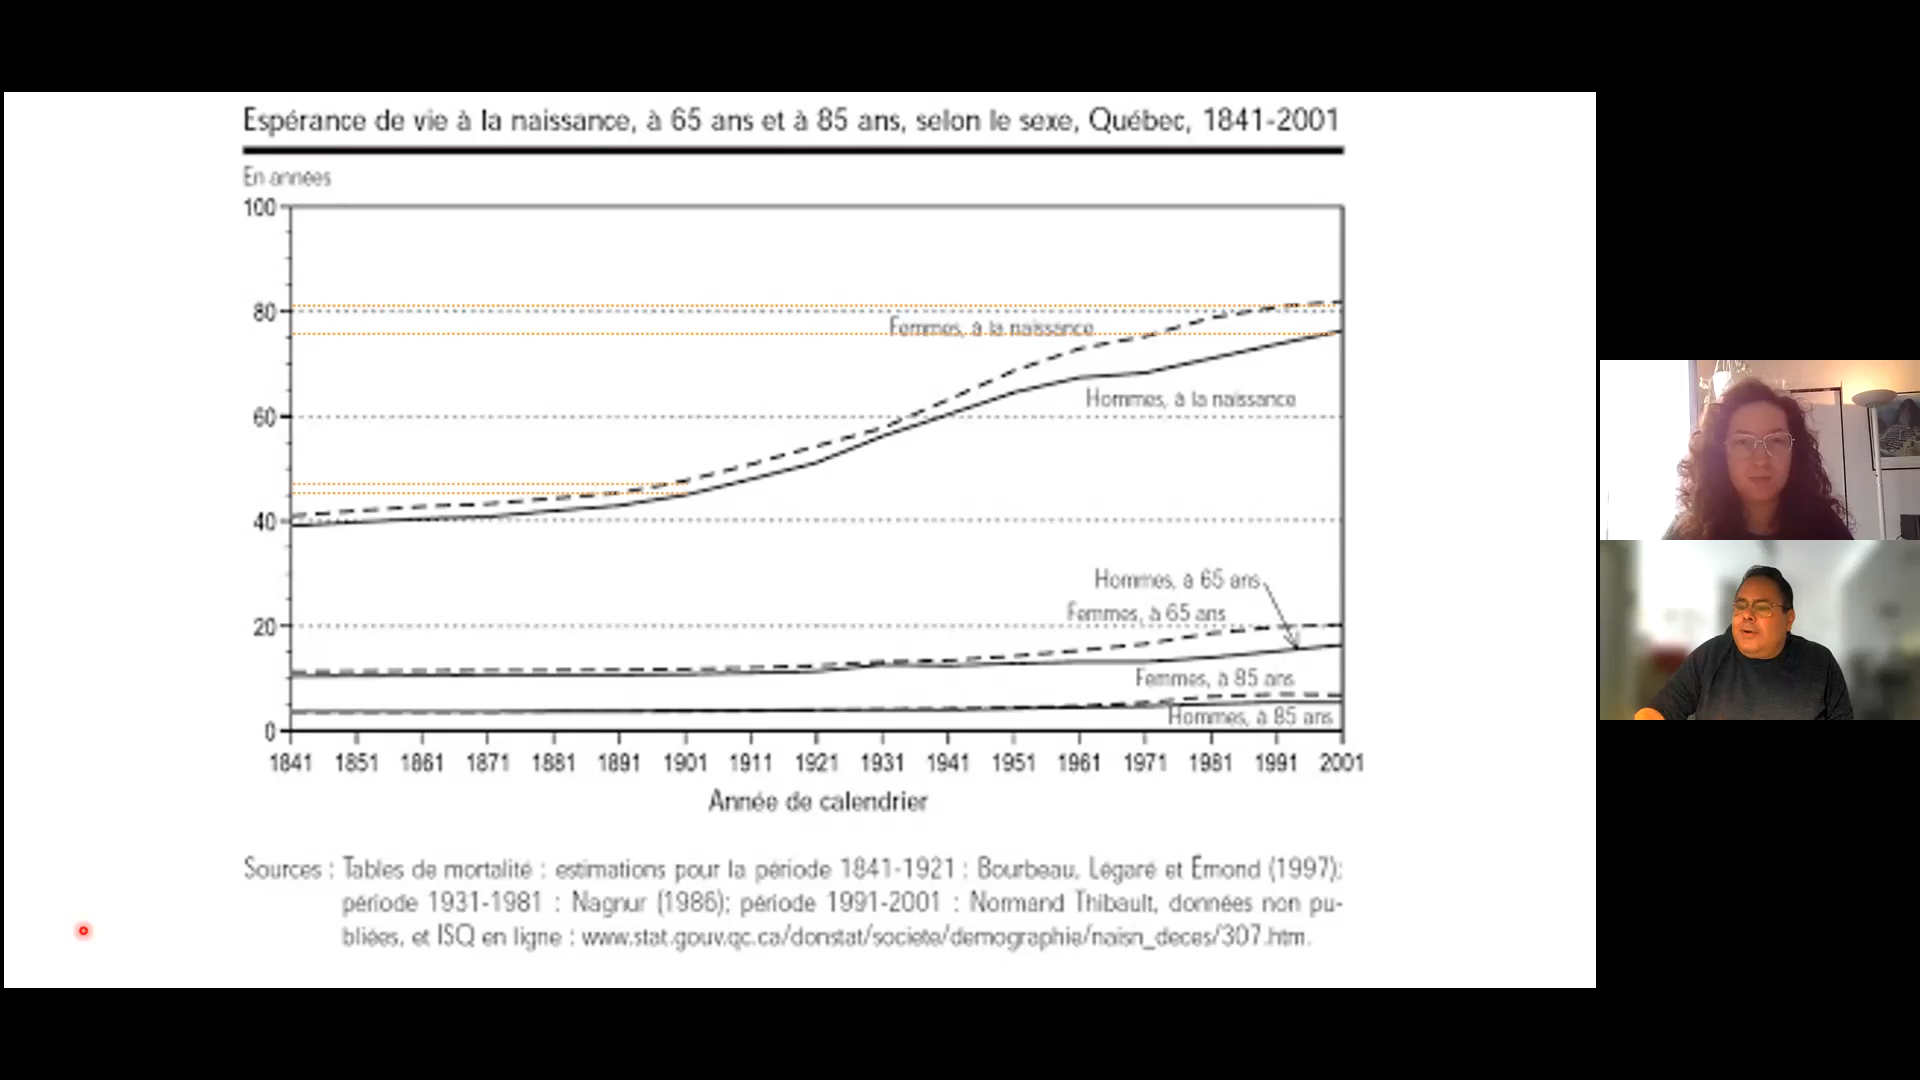 Espérance de vie à la naissance, à 65 ans et à 85 ans, selon le sexe, Québec, 1841-2001
En années
100
80
60
40
20
0
Femmes, à la naissance
Hommes, à la naissance
Hommes, à 65 ans
Femmes, à 65 ans
Femmes, à 85 ans
Hommes, à 85 ans
1841 1851 1861 1871 1881 1891 1901 1911 1921 1931 1941 1951 1961 1971 1981 1991 2001
Année de calendrier
Sources : Tables de mortalité : estimations pour la période 1841-1921 : Bourbeau, Légaré et Émond (1997);
période 1931-1981 : Nagnur (1986); période 1991-2001 : Normand Thibault, données non pu-
bliées, et ISQ en ligne : www.stat.gouv.qc.ca/donstat/societe/demographie/naisn_deces/307.htm.